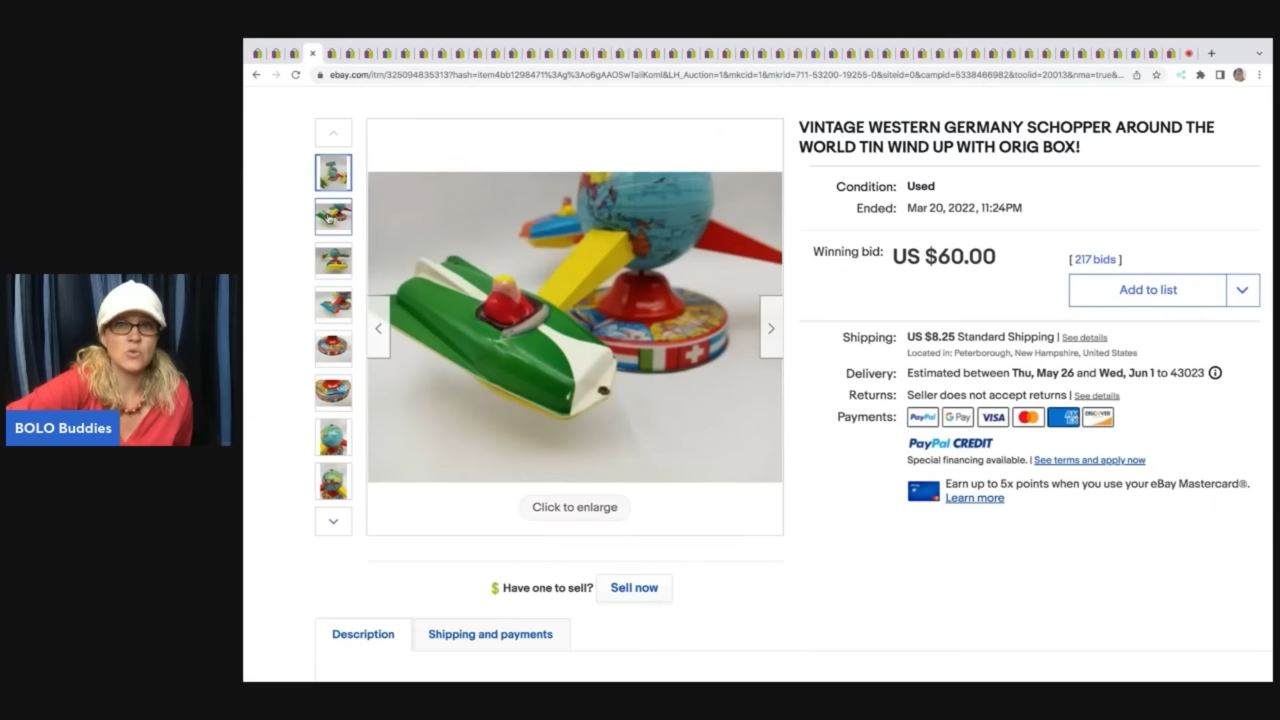 ebay.com/itm/325094835313?hash=item4bb1298471%3Ag%3Ao6gAAOSwTaliKomI&LH_Auction=1&mkcid=1&mkrid=711-53200-19255-0&siteid=0&campid=5338466982&toolid=20013&nma=true&...
VINTAGE WESTERN GERMANY SCHOPPER AROUND THE
WORLD TIN WIND UP WITH ORIG BOX!
Condition: Used
Ended: Mar 20, 2022, 11:24PM
Winning bid: US $60.00 [ 217 bids ]
Add to list
Shipping: US $8.25 Standard Shipping | See details
Located in: Peterborough, New Hampshire, United States
Delivery: Estimated between Thu, May 26 and Wed, Jun 1 to 43023
Returns: Seller does not accept returns | See details
Payments: PayPal G Pay VISA DISCOVER
PayPal CREDIT
Special financing available. | See terms and apply now
Earn up to 5x points when you use your eBay Mastercard®.
Learn more
BOLO Buddies
Click to enlarge
$ Have one to sell? Sell now
Description Shipping and payments